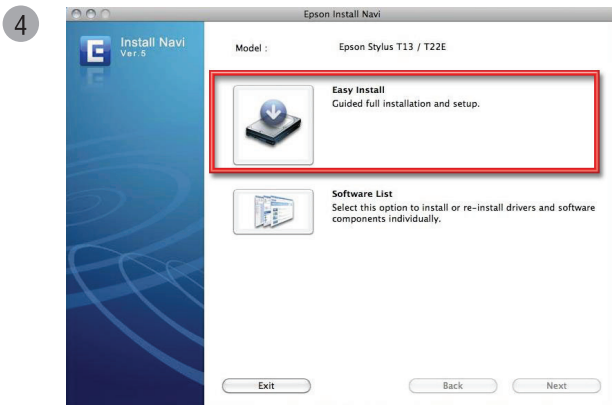 4
Epson Install Navi
E Install Navi
Ver.5
Model : Epson Stylus T13 / T22E
Easy Install
Guided full installation and setup.
Software List
Select this option to install or re-install drivers and software
components individually.
Exit Back Next